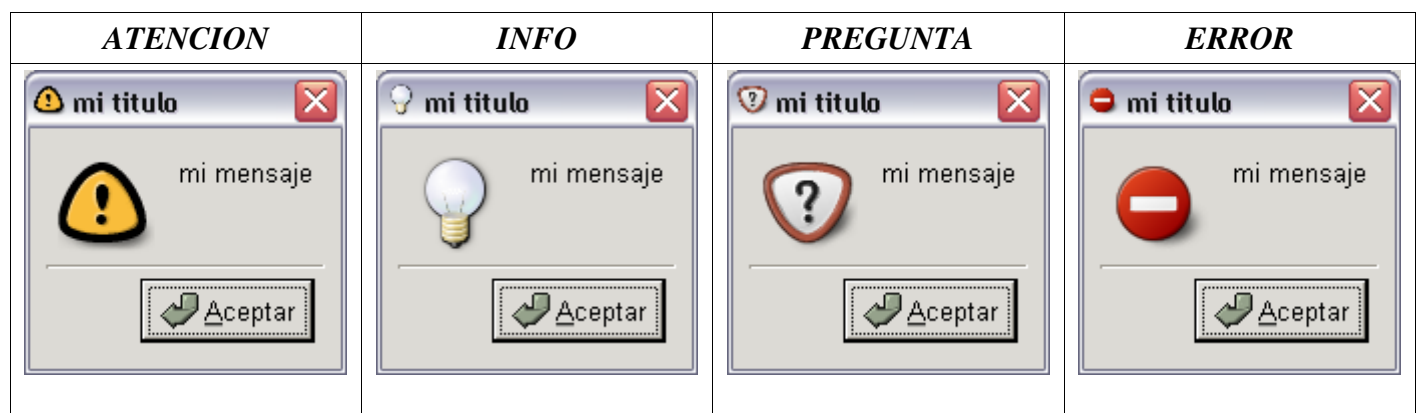 ATENCION INFO PREGUNTA ERROR
mi titulo mi titulo mi titulo mi titulo
mi mensaje mi mensaje mi mensaje mi mensaje
Aceptar Aceptar Aceptar Aceptar